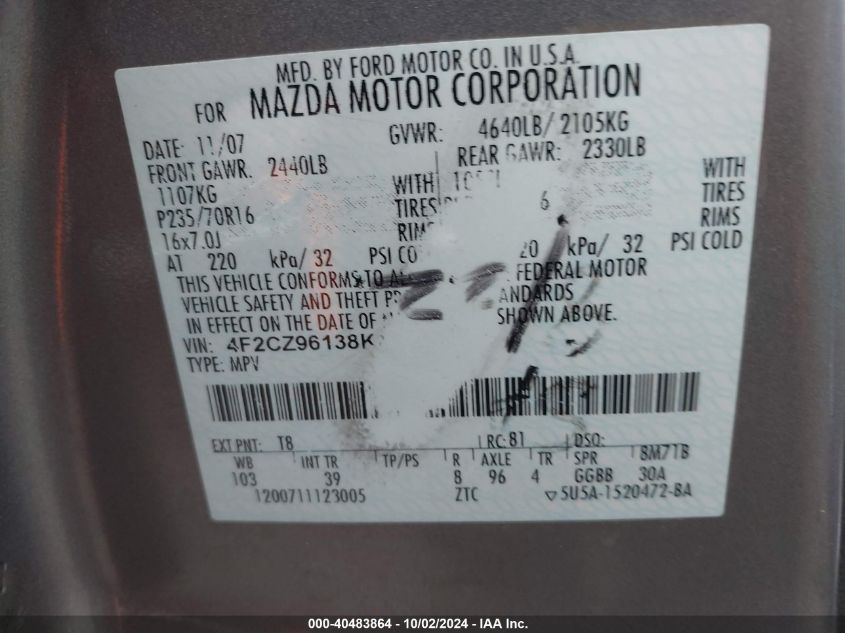 MFD. BY FORD MOTOR CO. IN U.S.A.
FOR MAZDA MOTOR CORPORATION
DATE: 11/07 GVWR: 4640LB/ 2105KG
FRONT GAWR: 2440LB REAR GAWR: 2330LB
1107KG WITH WITH
P235/70R16 TIRES 6 TIRES
16x7.0J RIMS RIMS
AT 220 kPa/ 32 PSI CO 20 kPa/ 32 PSI COLD
THIS VEHICLE CONFORMS TO FEDERAL MOTOR
VEHICLE SAFETY AND THEFT PR ANDARDS
IN EFFECT ON THE DATE OF SHOWN ABOVE.
VIN: 4F2CZ96138K
TYPE: MPV
EXT PNT: T8 RC: 81 DSO:
WB INT TR TP/PS R AXLE TR SPR BM71B
103 39 8 96 4 GGBB 30A
1200711123005 ZTC 5U5A-1520472-BA
000-40483864 - 10/02/2024 - IAA Inc.